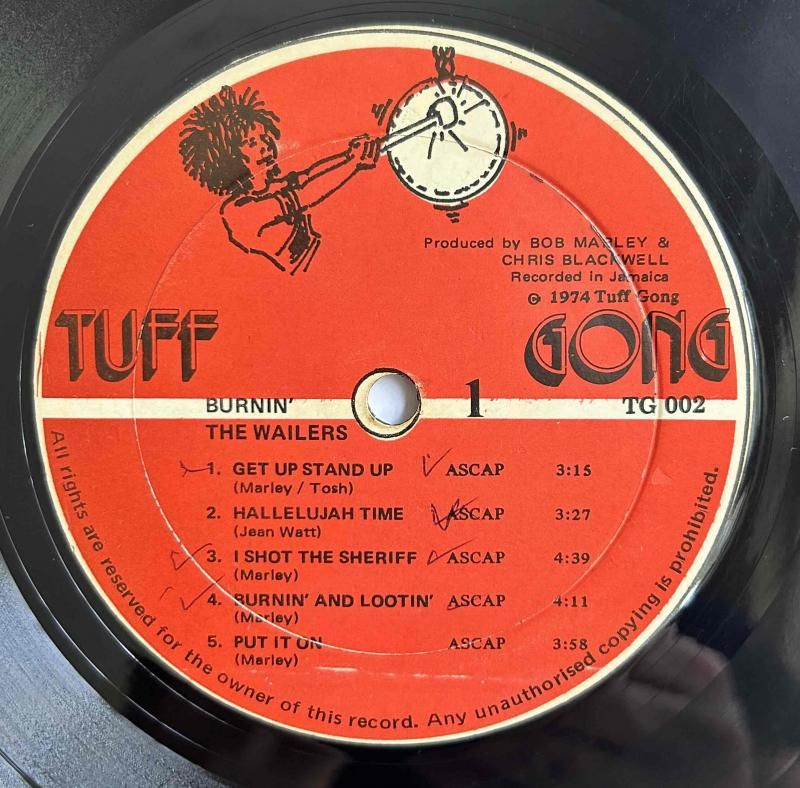 Produced by BOB MARLEY &
CHRIS BLACKWELL
Recorded in Jamaica
© 1974 Tuff Gong
TUFF GONG
BURNIN' 1 TG 002
THE WAILERS
1. GET UP STAND UP ASCAP 3:15
(Marley / Tosh)
2. HALLELUJAH TIME ASCAP 3:27
(Jean Watt)
3. I SHOT THE SHERIFF ASCAP 4:39
(Marley)
4. BURNIN' AND LOOTIN' ASCAP 4:11
(Marley)
5. PUT IT ON ASCAP 3:58
(Marley)
All rights are reserved for the owner of this record. Any unauthorised copying is prohibited.